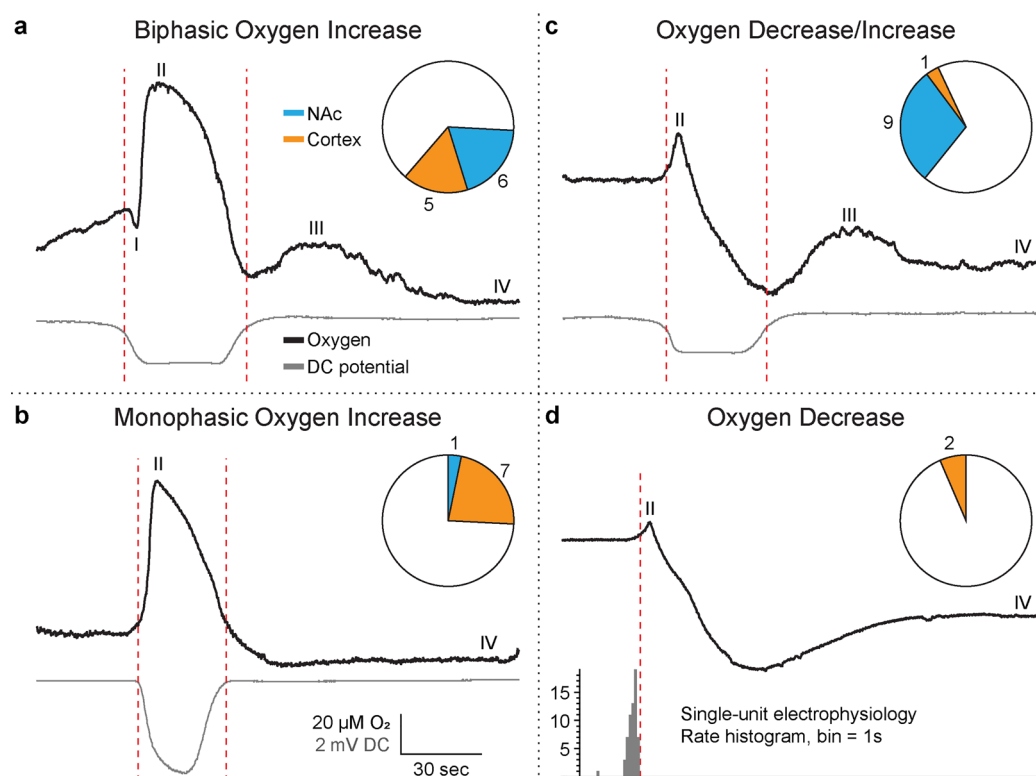 a
Biphasic Oxygen Increase
II
NAc
Cortex
6
5
I
III
IV
Oxygen
DC potential
b
Monophasic Oxygen Increase
II
1
7
IV
20 µM O₂
2 mV DC
30 sec
c
Oxygen Decrease/Increase
1
9
II
III
IV
d
Oxygen Decrease
2
II
IV
15
10
5
Single-unit electrophysiology
Rate histogram, bin = 1s